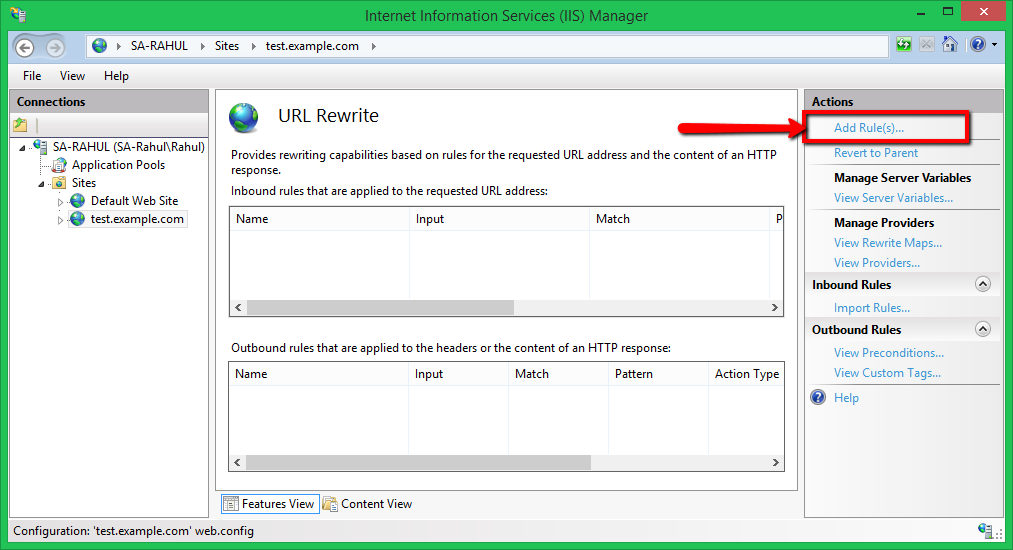 Internet Information Services (IIS) Manager
SA-RAHUL Sites test.example.com
File View Help
Connections
SA-RAHUL (SA-Rahul\Rahul)
Application Pools
Sites
Default Web Site
test.example.com
URL Rewrite
Provides rewriting capabilities based on rules for the requested URL address and the content of an HTTP
response.
Inbound rules that are applied to the requested URL address:
Name Input Match P
Outbound rules that are applied to the headers or the content of an HTTP response:
Name Input Match Pattern Action Type
Features View Content View
Actions
Add Rule(s)...
Revert to Parent
Manage Server Variables
View Server Variables...
Manage Providers
View Rewrite Maps...
View Providers...
Inbound Rules
Import Rules...
Outbound Rules
View Preconditions...
View Custom Tags...
Help
Configuration: 'test.example.com' web.config